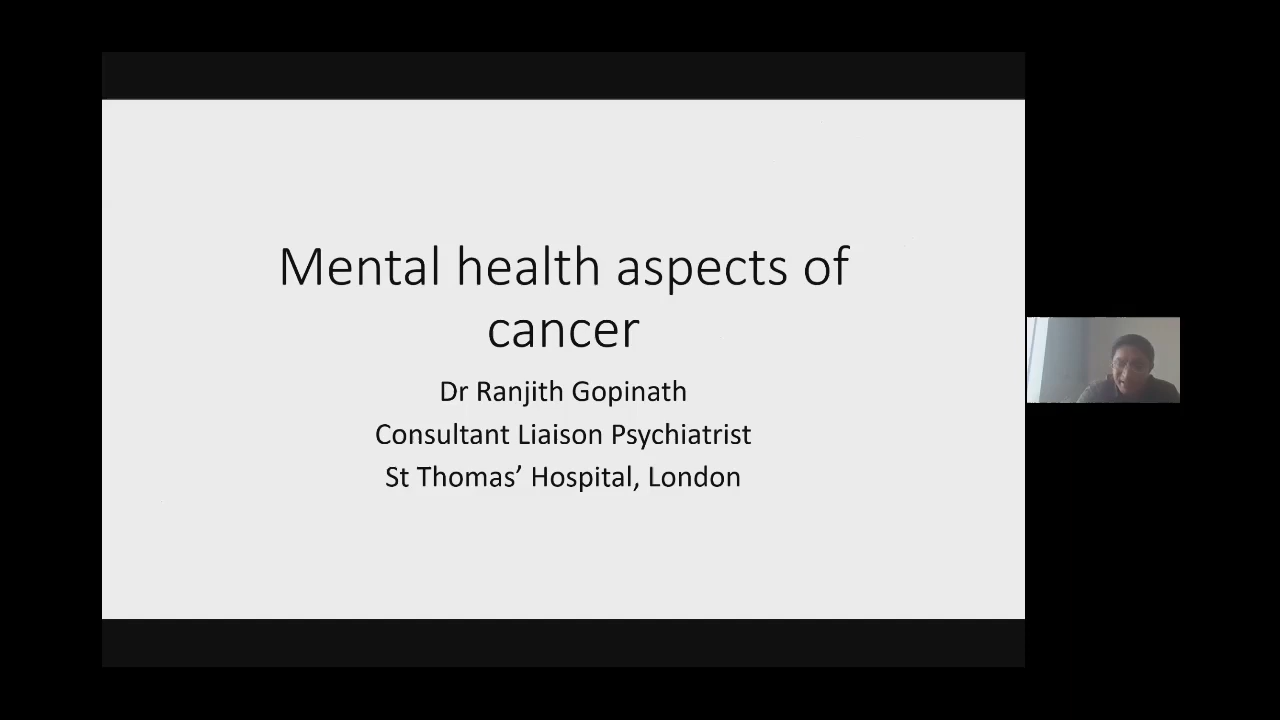 Mental health aspects of
cancer
Dr Ranjith Gopinath
Consultant Liaison Psychiatrist
St Thomas’ Hospital, London